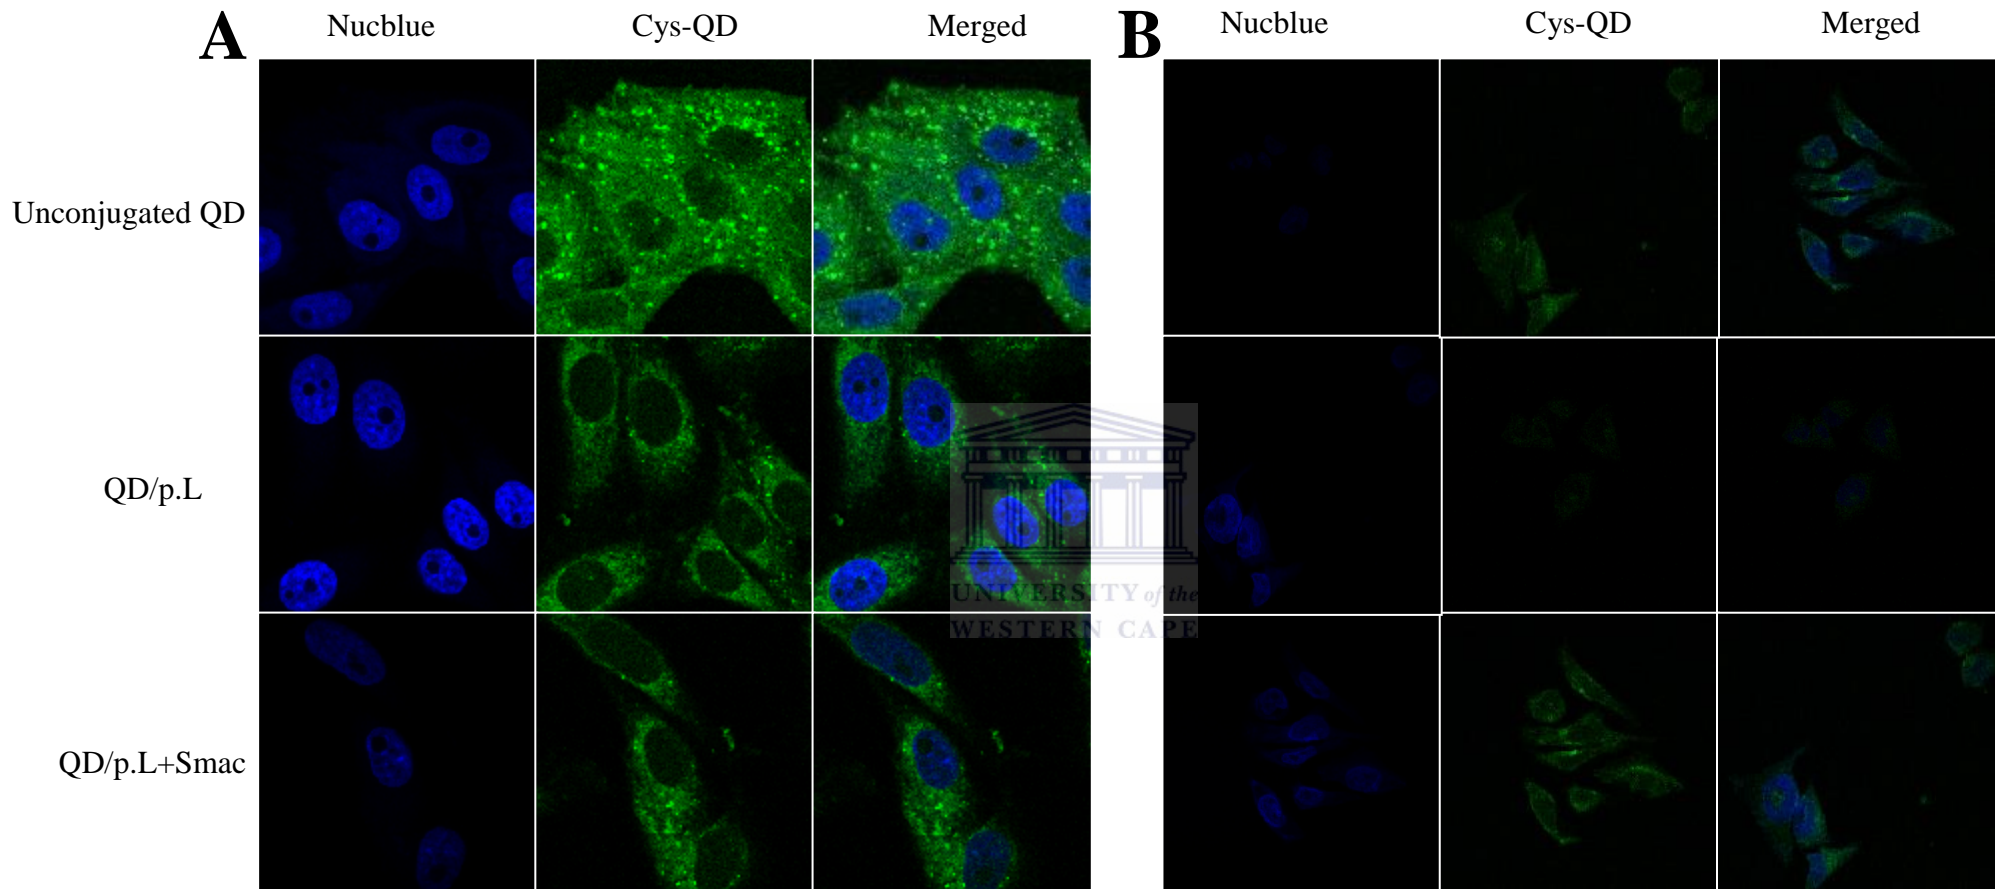 A
Nucblue
Cys-QD
Merged
B
Nucblue
Cys-QD
Merged
Unconjugated QD
QD/p.L
QD/p.L+Smac
UNIVERSITY of the
WESTERN CAPE